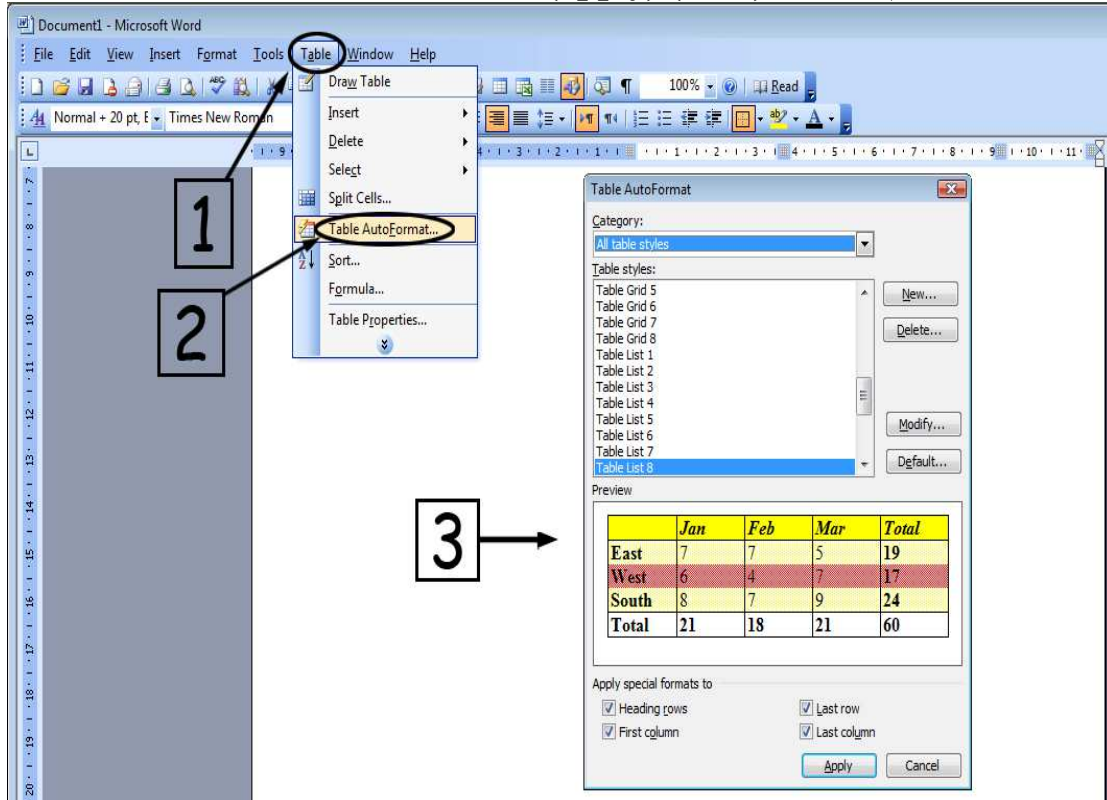 Document1 - Microsoft Word
File Edit View Insert Format Tools Table Window Help
100% Read
Normal + 20 pt, E Times New Roman
Draw Table
Insert
Delete
Select
Split Cells...
Table AutoFormat...
Sort...
Formula...
Table Properties...
1
2
3
Table AutoFormat
Category:
All table styles
Table styles:
Table Grid 5
Table Grid 6
Table Grid 7
Table Grid 8
Table List 1
Table List 2
Table List 3
Table List 4
Table List 5
Table List 6
Table List 7
Table List 8
New...
Delete...
Modify...
Default...
Preview
Jan Feb Mar Total
East 7 7 5 19
West 6 4 7 17
South 8 7 9 24
Total 21 18 21 60
Apply special formats to
Heading rows Last row
First column Last column
Apply Cancel